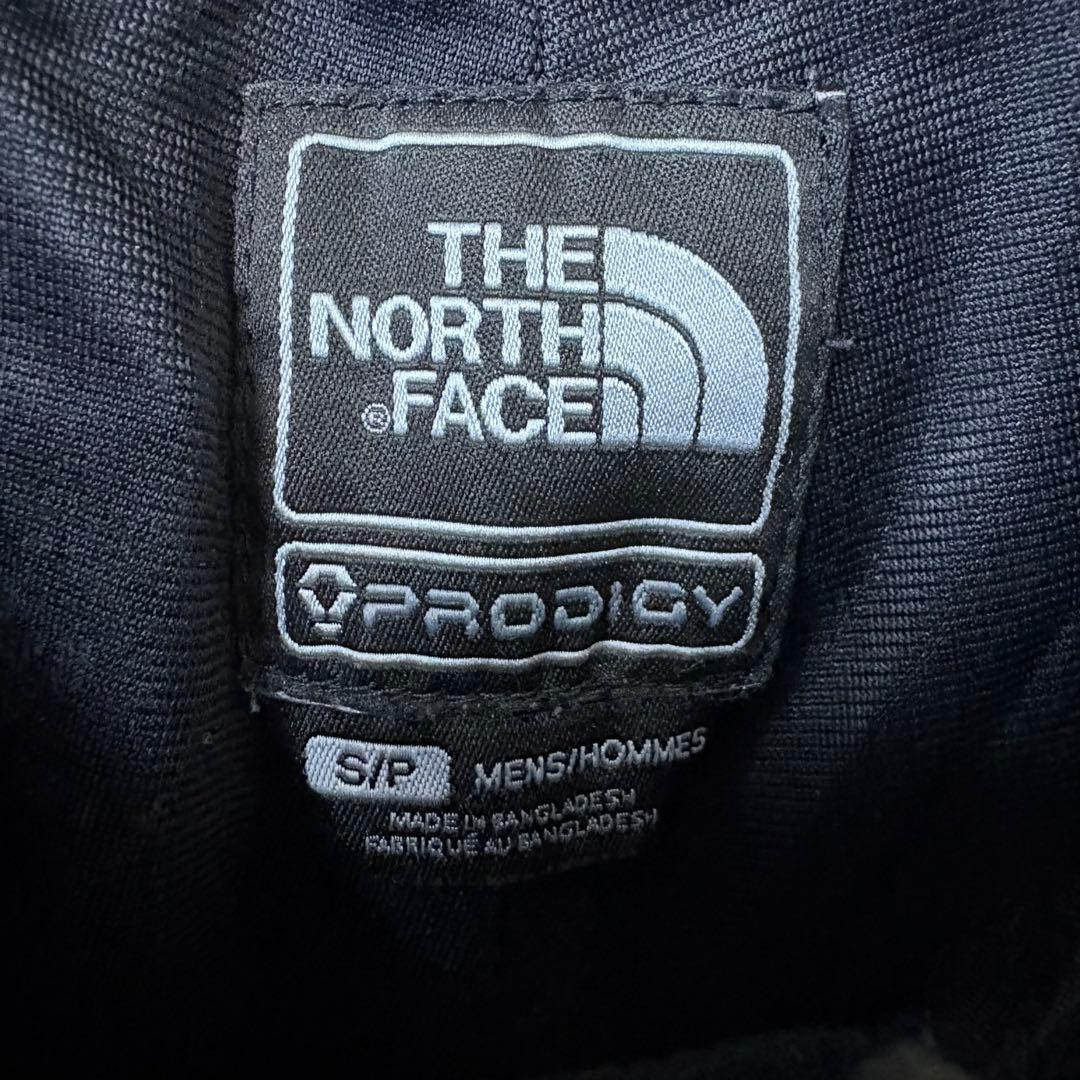 THE
NORTH
®FACE
PRODIGY
S/P MENS/HOMMES
MADE IN BANGLADESH
FABRIQUÉ AU BANGLADESH